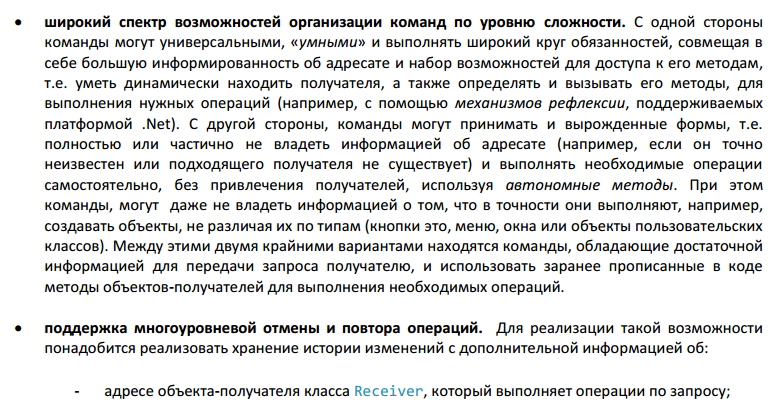 • широкий спектр возможностей организации команд по уровню сложности. С одной стороны
команды могут универсальными, «умными» и выполнять широкий круг обязанностей, совмещая в
себе большую информированность об адресате и набор возможностей для доступа к его методам,
т.е. уметь динамически находить получателя, а также определять и вызывать его методы, для
выполнения нужных операций (например, с помощью механизмов рефлексии, поддерживаемых
платформой .Net). С другой стороны, команды могут принимать и вырожденные формы, т.е.
полностью или частично не владеть информацией об адресате (например, если он точно
неизвестен или подходящего получателя не существует) и выполнять необходимые операции
самостоятельно, без привлечения получателей, используя автономные методы. При этом
команды, могут даже не владеть информацией о том, что в точности они выполняют, например,
создавать объекты, не различая их по типам (кнопки это, меню, окна или объекты пользовательских
классов). Между этими двумя крайними вариантами находятся команды, обладающие достаточной
информацией для передачи запроса получателю, и использовать заранее прописанные в коде
методы объектов-получателей для выполнения необходимых операций.
• поддержка многоуровневой отмены и повтора операций. Для реализации такой возможности
понадобится реализовать хранение истории изменений с дополнительной информацией об:
- адресе объекта-получателя класса Receiver, который выполняет операции по запросу;